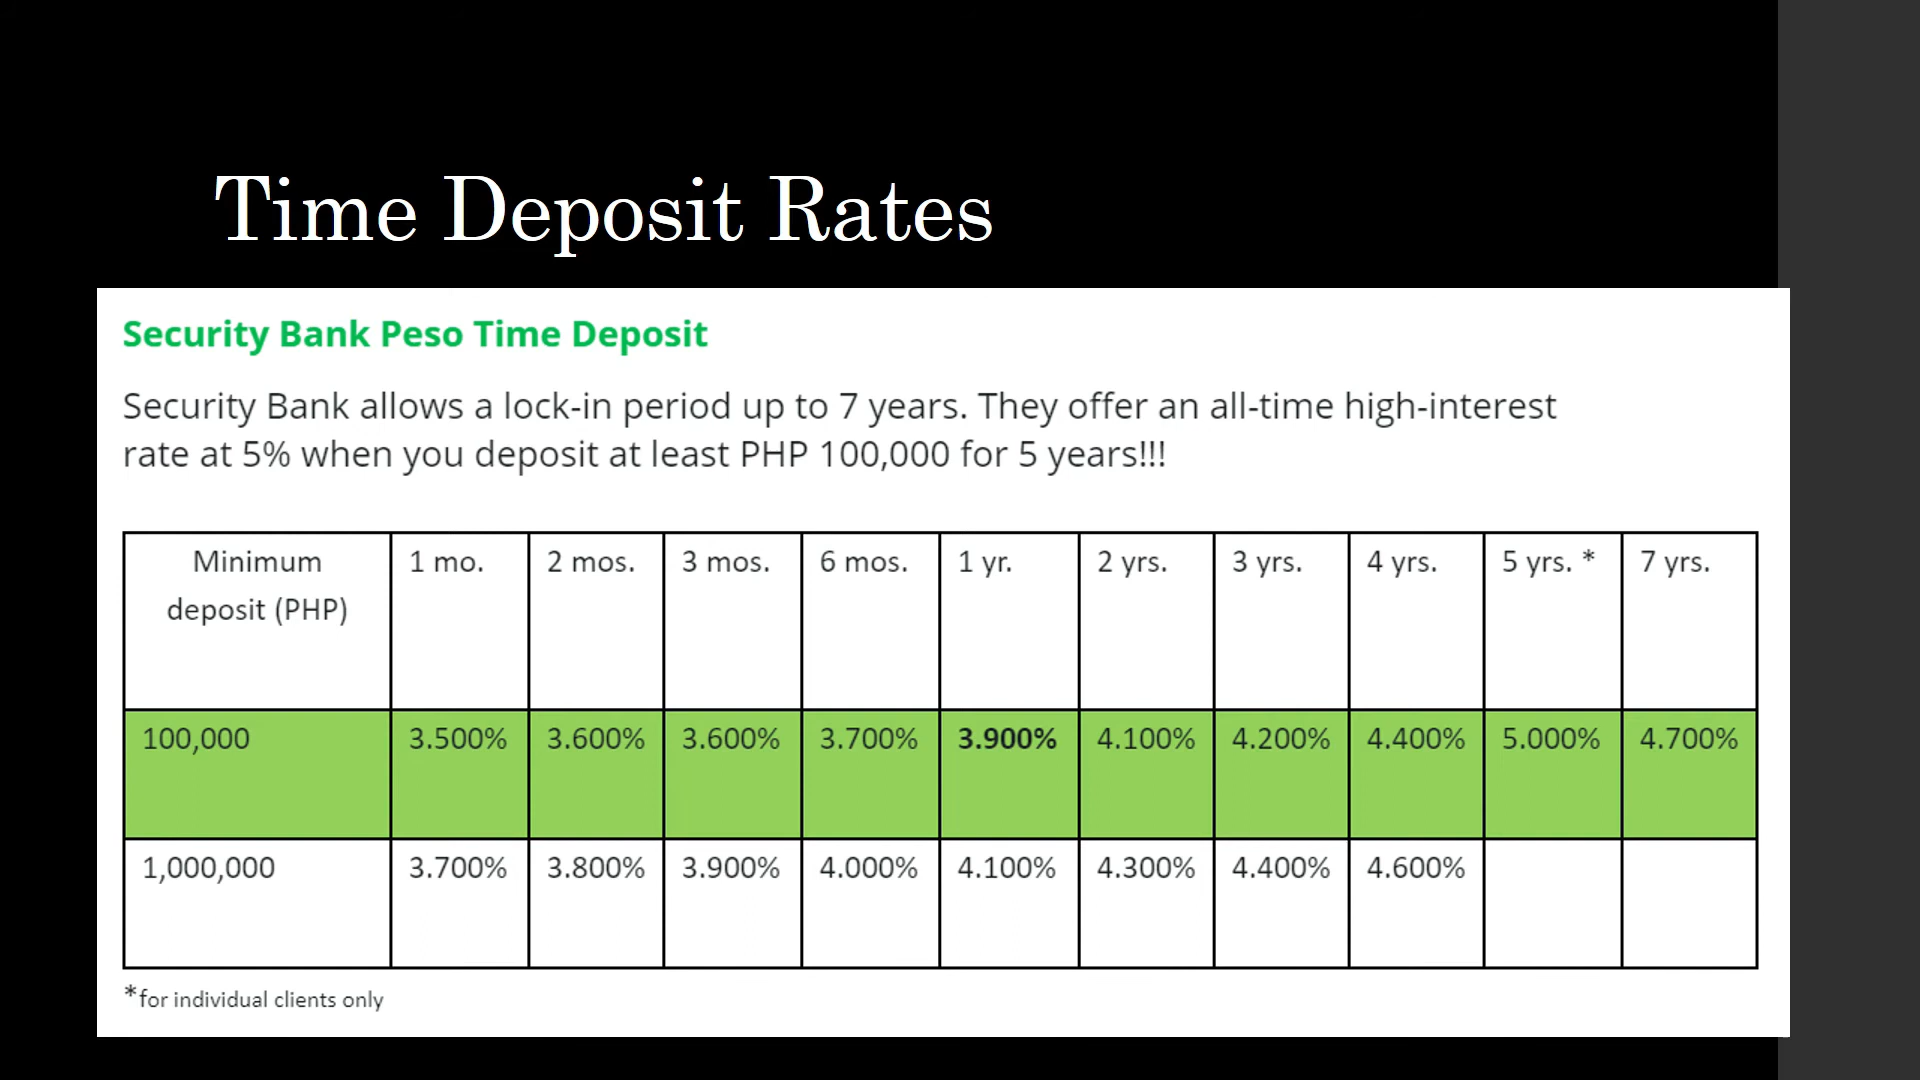 Time Deposit Rates
Security Bank Peso Time Deposit
Security Bank allows a lock-in period up to 7 years. They offer an all-time high-interest
rate at 5% when you deposit at least PHP 100,000 for 5 years!!!
Minimum deposit (PHP) 1 mo. 2 mos. 3 mos. 6 mos. 1 yr. 2 yrs. 3 yrs. 4 yrs. 5 yrs. * 7 yrs.
100,000 3.500% 3.600% 3.600% 3.700% 3.900% 4.100% 4.200% 4.400% 5.000% 4.700%
1,000,000 3.700% 3.800% 3.900% 4.000% 4.100% 4.300% 4.400% 4.600%
*for individual clients only